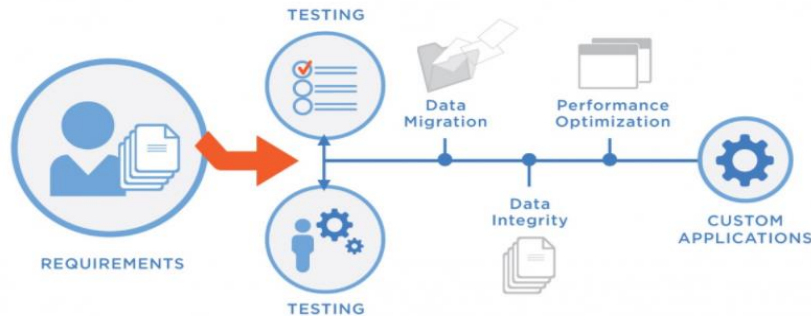 TESTING
Data
Migration
Performance
Optimization
Data
Integrity
CUSTOM
APPLICATIONS
REQUIREMENTS
TESTING